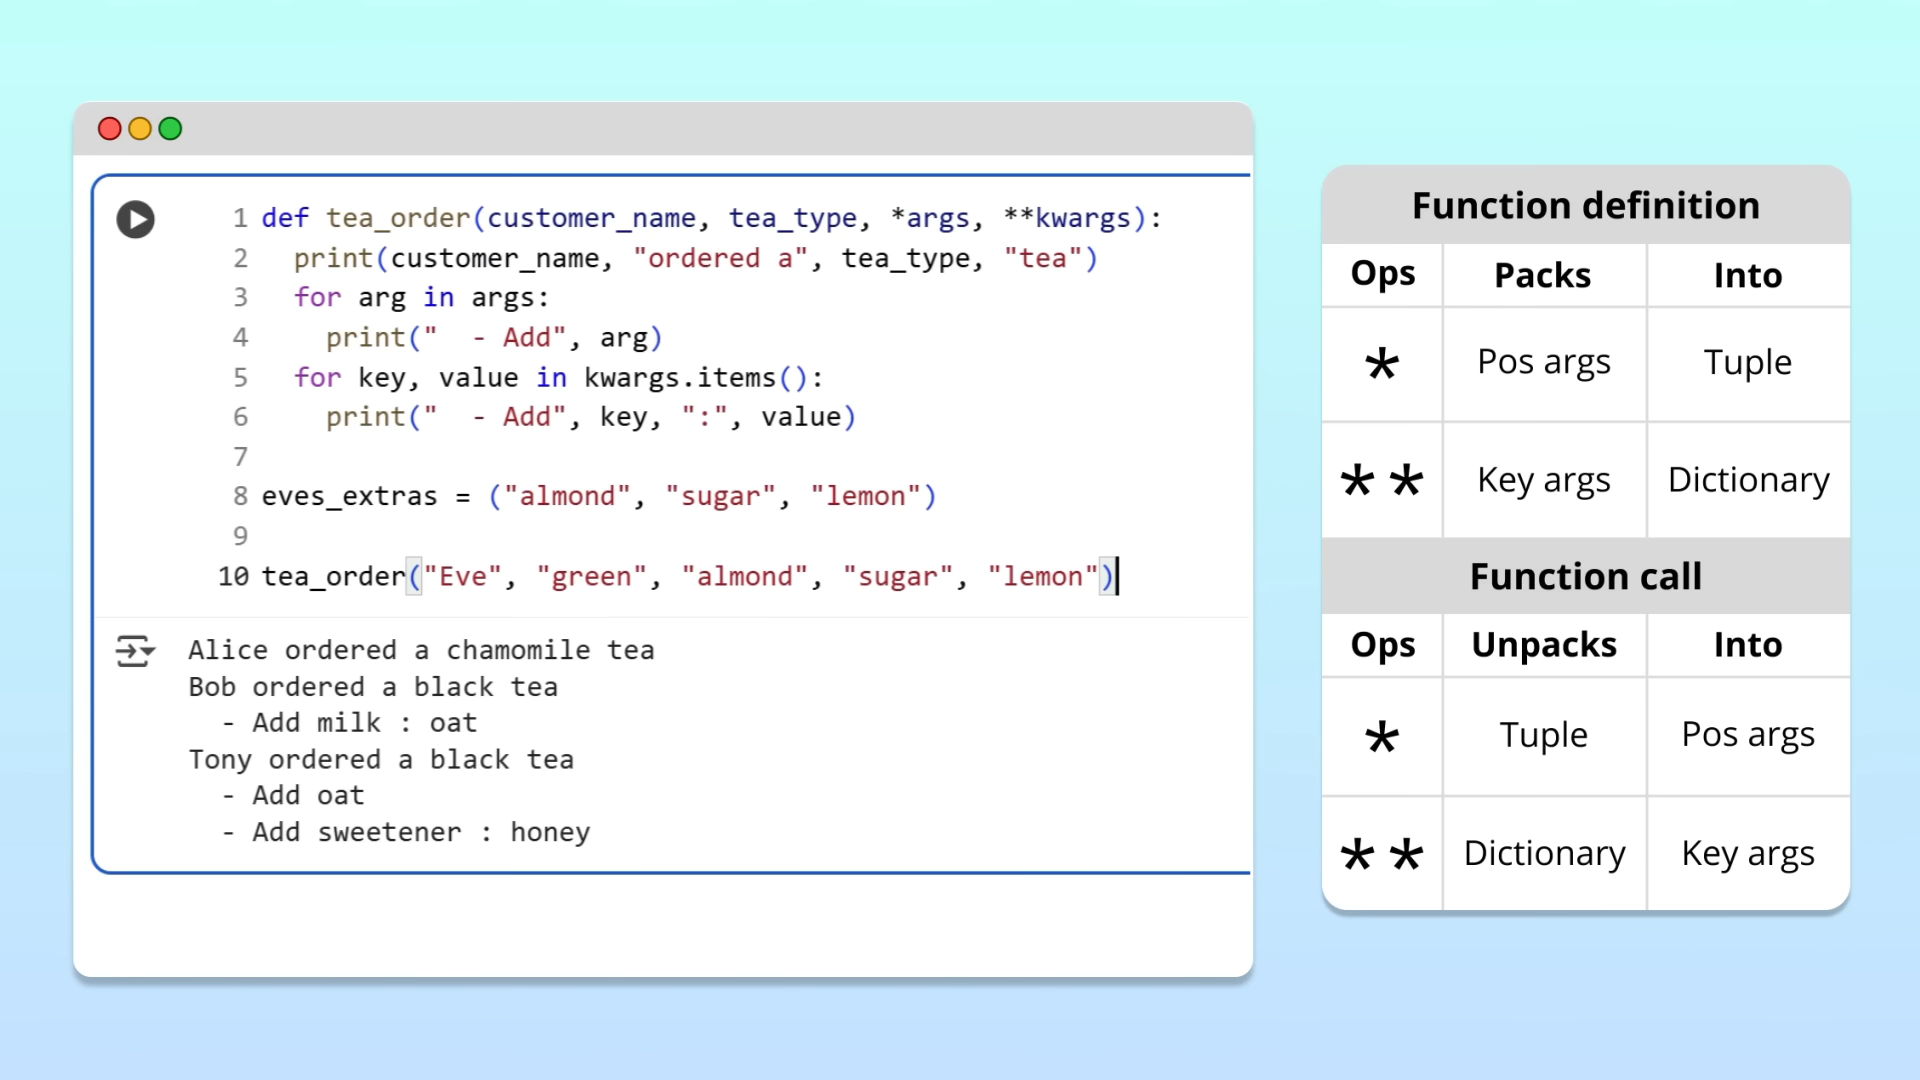 1 def tea_order(customer_name, tea_type, *args, **kwargs):
2   print(customer_name, "ordered a", tea_type, "tea")
3   for arg in args:
4     print("  - Add", arg)
5   for key, value in kwargs.items():
6     print("  - Add", key, ":", value)
7
8 eves_extras = ("almond", "sugar", "lemon")
9
10 tea_order("Eve", "green", "almond", "sugar", "lemon")
Alice ordered a chamomile tea
Bob ordered a black tea
  - Add milk : oat
Tony ordered a black tea
  - Add oat
  - Add sweetener : honey
Function definition
Ops Packs Into
* Pos args Tuple
** Key args Dictionary
Function call
Ops Unpacks Into
* Tuple Pos args
** Dictionary Key args